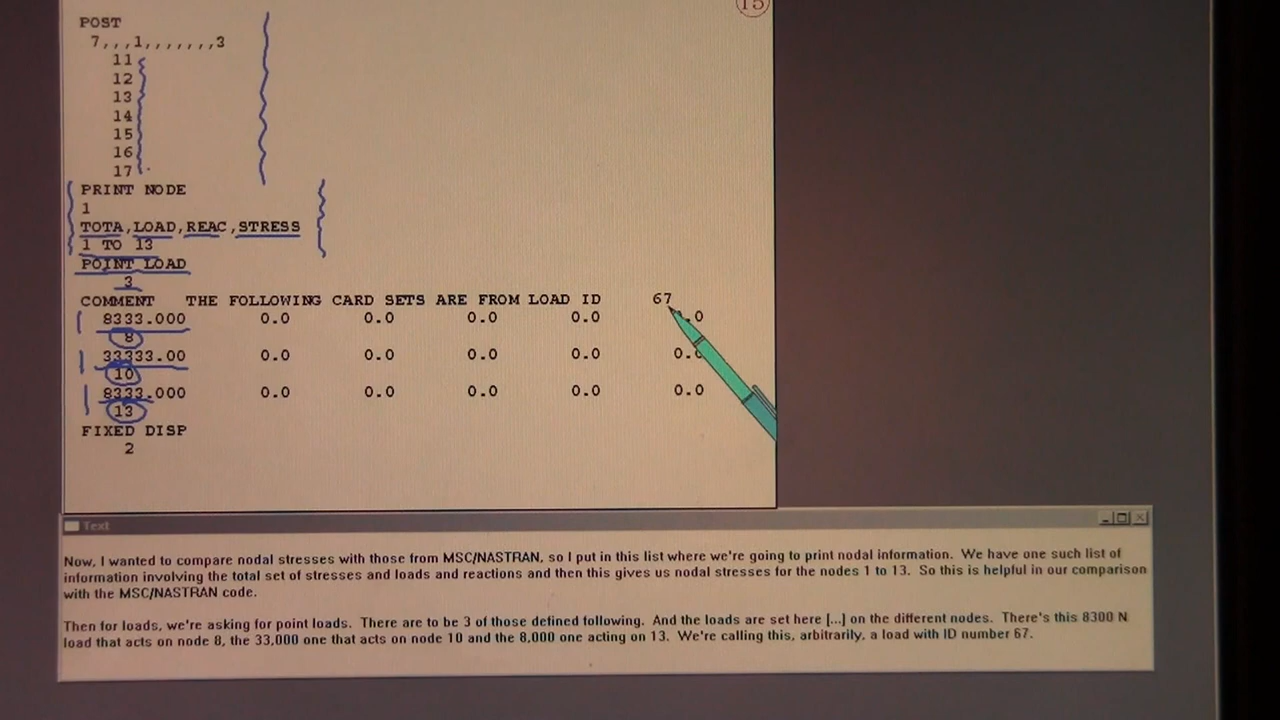 15
POST
7,,,1,,,,,,,3
11
12
13
14
15
16
17
PRINT NODE
1
TOTA,LOAD,REAC,STRESS
1 TO 13
POINT LOAD
3
COMMENT THE FOLLOWING CARD SETS ARE FROM LOAD ID 67
8333.000 0.0 0.0 0.0 0.0 0.0
8
33333.00 0.0 0.0 0.0 0.0 0.0
10
8333.000 0.0 0.0 0.0 0.0 0.0
13
FIXED DISP
2
Text
Now, I wanted to compare nodal stresses with those from MSC/NASTRAN, so I put in this list where we're going to print nodal information. We have one such list of
information involving the total set of stresses and loads and reactions and then this gives us nodal stresses for the nodes 1 to 13. So this is helpful in our comparison
with the MSC/NASTRAN code.
Then for loads, we're asking for point loads. There are to be 3 of those defined following. And the loads are set here [...] on the different nodes. There's this 8300 N
load that acts on node 8, the 33,000 one that acts on node 10 and the 8,000 one acting on 13. We're calling this, arbitrarily, a load with ID number 67.